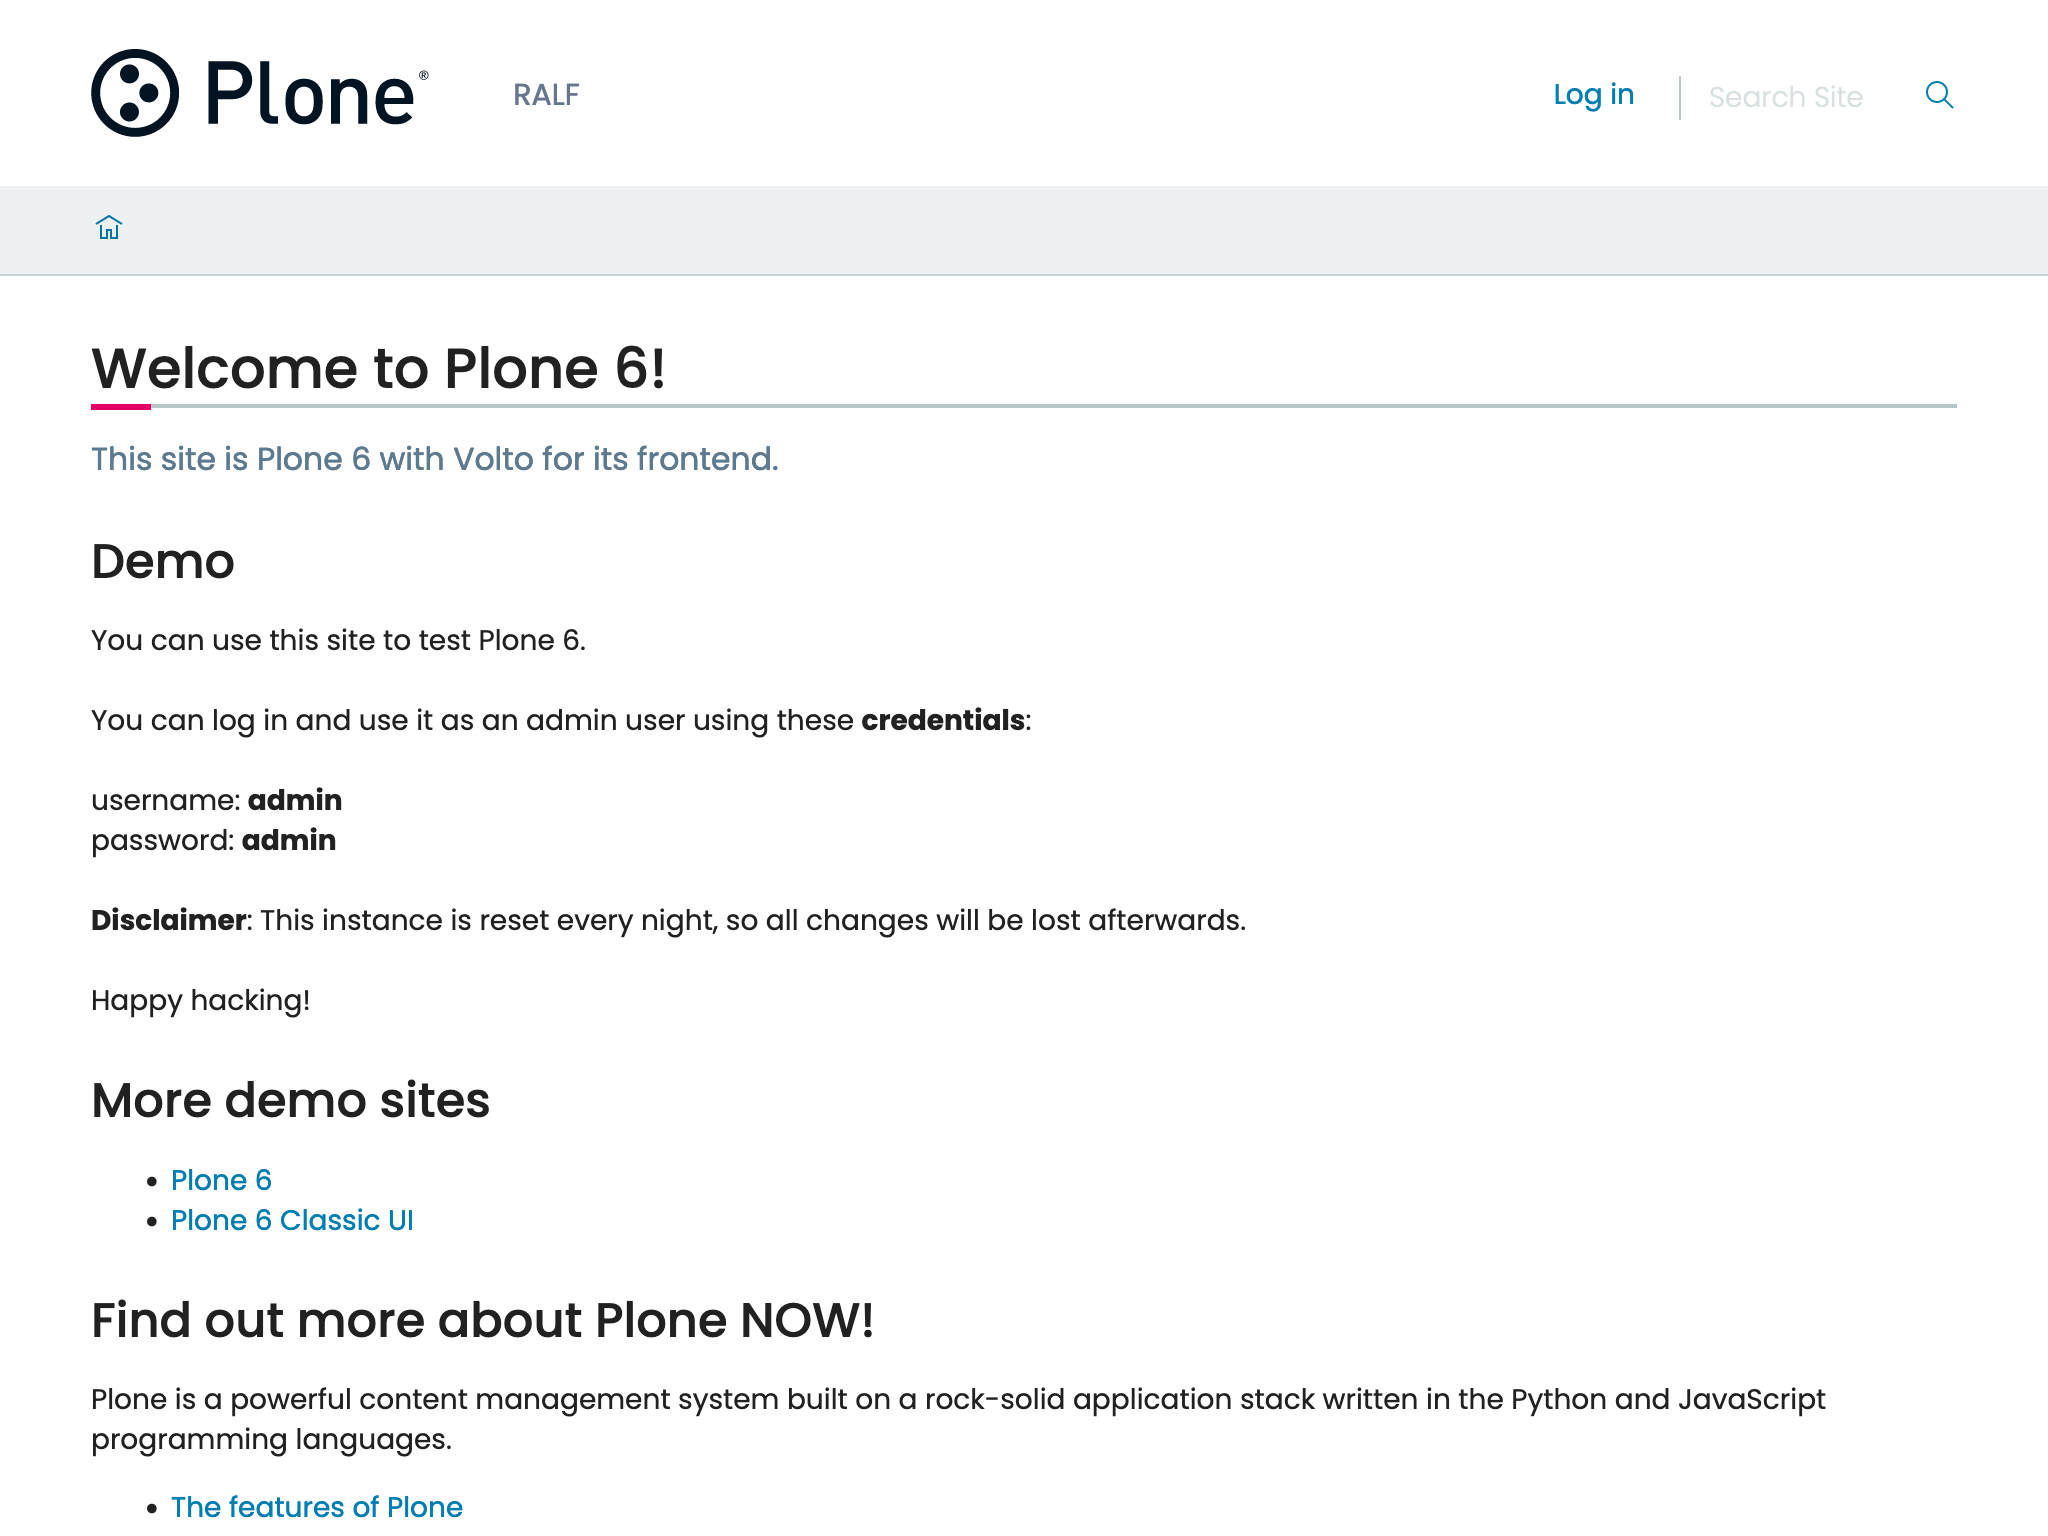 Plone®
RALF
Log in
Search Site
Welcome to Plone 6!
This site is Plone 6 with Volto for its frontend.
Demo
You can use this site to test Plone 6.
You can log in and use it as an admin user using these credentials:
username: admin
password: admin
Disclaimer: This instance is reset every night, so all changes will be lost afterwards.
Happy hacking!
More demo sites
• Plone 6
• Plone 6 Classic UI
Find out more about Plone NOW!
Plone is a powerful content management system built on a rock-solid application stack written in the Python and JavaScript
programming languages.
• The features of Plone